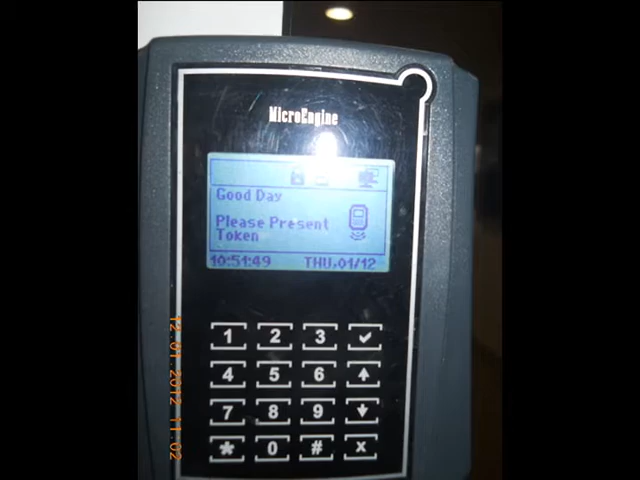 MicroEngine
Good Day
Please Present
Token
10:51:49 THU,01/12
1 2 3
4 5 6
7 8 9
* 0 # x
12.01.2012 11:02